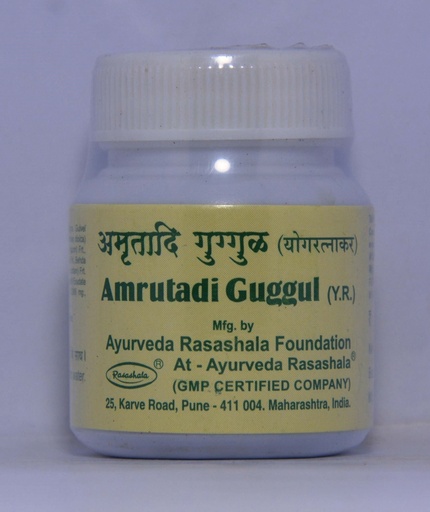 अमृतादि गुग्गुळ (योगरत्नाकर)
Amrutadi Guggul (Y.R.)
Mfg. by
Ayurveda Rasashala Foundation
At - Ayurveda Rasashala®
Rasashala ®
(GMP CERTIFIED COMPANY)
25, Karve Road, Pune - 411 004. Maharashtra, India.